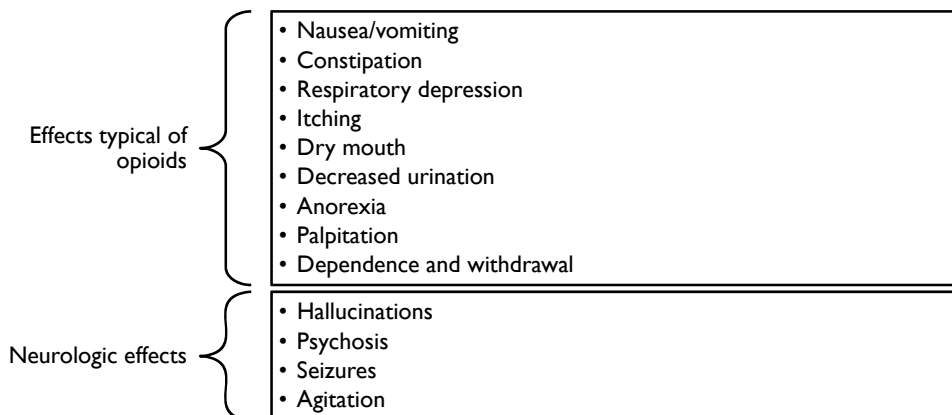 Effects typical of
opioids
• Nausea/vomiting
• Constipation
• Respiratory depression
• Itching
• Dry mouth
• Decreased urination
• Anorexia
• Palpitation
• Dependence and withdrawal
Neurologic effects
• Hallucinations
• Psychosis
• Seizures
• Agitation